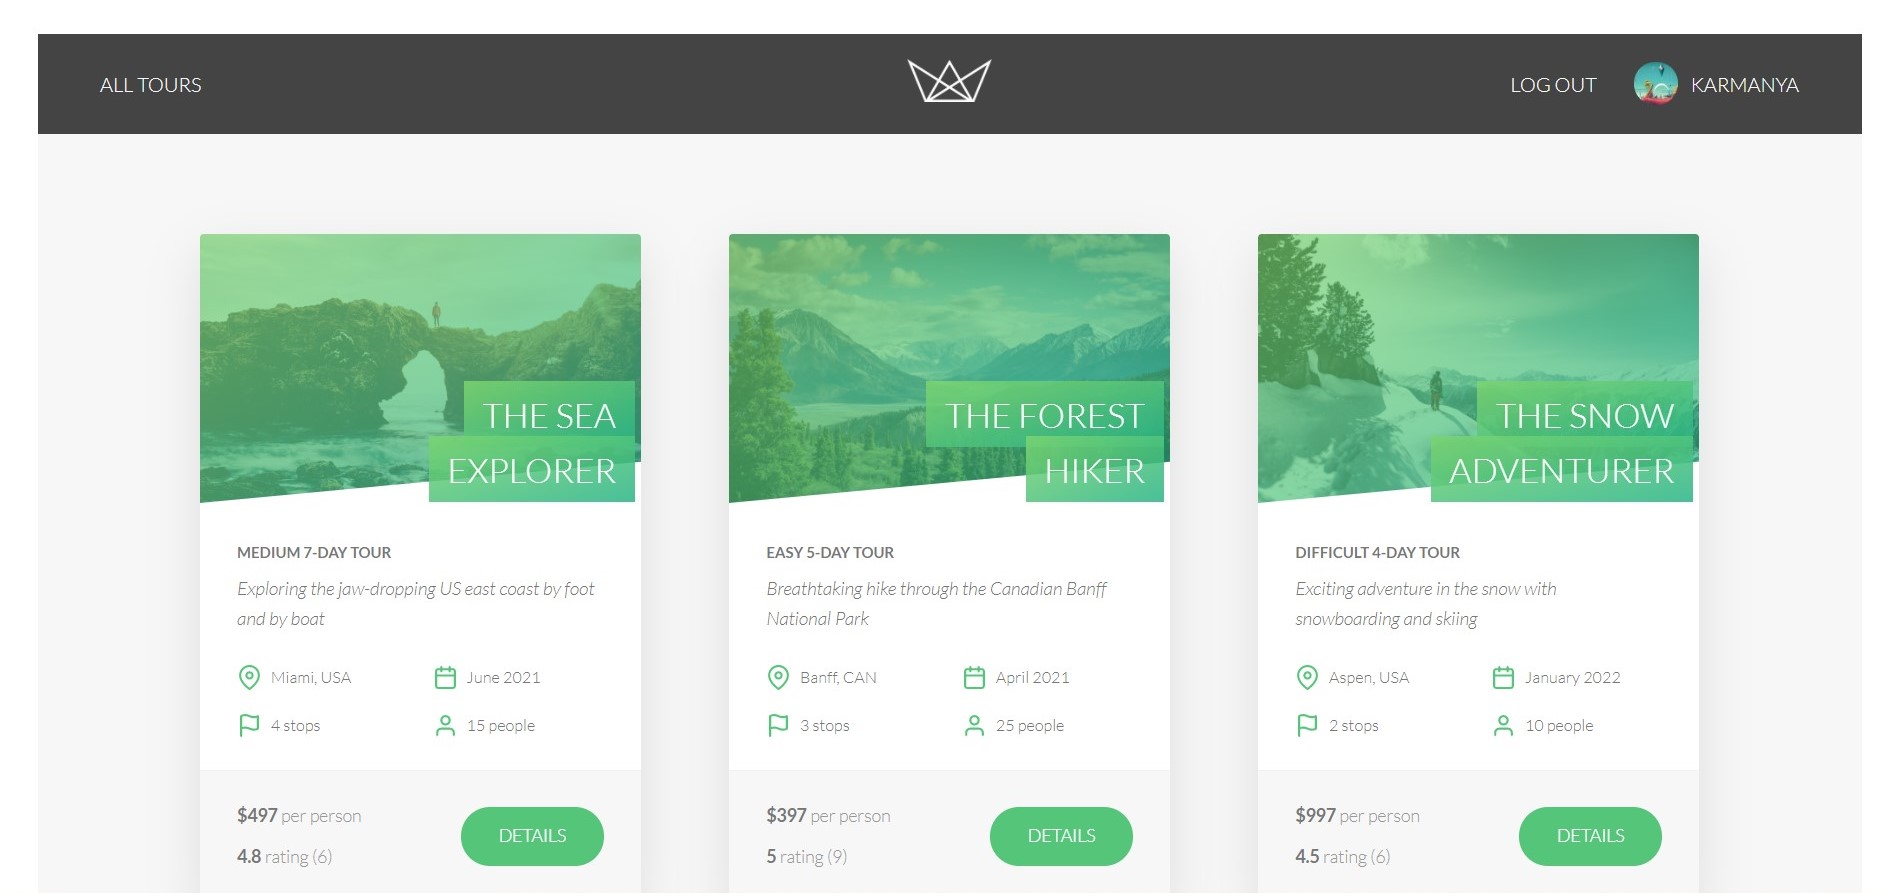 ALL TOURS
LOG OUT
KARMANYA
THE SEA
EXPLORER
MEDIUM 7-DAY TOUR
Exploring the jaw-dropping US east coast by foot
and by boat
Miami, USA
June 2021
4 stops
15 people
$497 per person
4.8 rating (6)
DETAILS
THE FOREST
HIKER
EASY 5-DAY TOUR
Breathtaking hike through the Canadian Banff
National Park
Banff, CAN
April 2021
3 stops
25 people
$397 per person
5 rating (9)
DETAILS
THE SNOW
ADVENTURER
DIFFICULT 4-DAY TOUR
Exciting adventure in the snow with
snowboarding and skiing
Aspen, USA
January 2022
2 stops
10 people
$997 per person
4.5 rating (6)
DETAILS